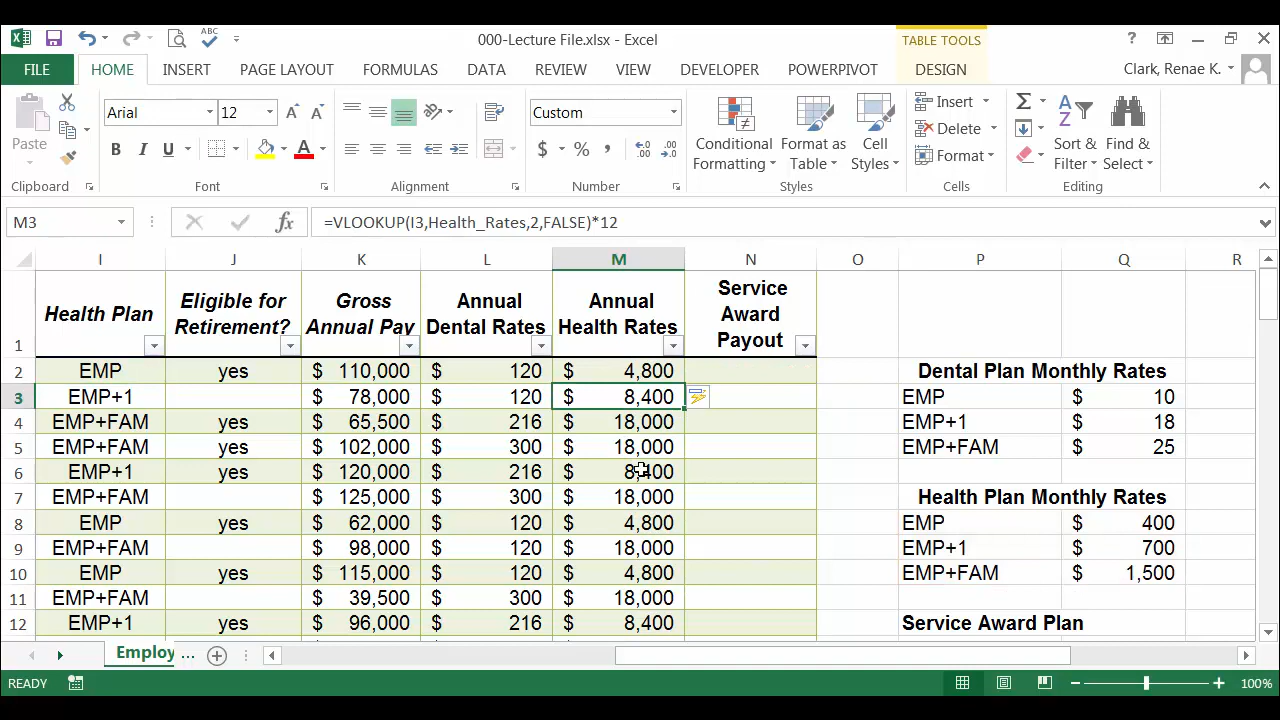 000-Lecture File.xlsx - Excel
TABLE TOOLS
FILE HOME INSERT PAGE LAYOUT FORMULAS DATA REVIEW VIEW DEVELOPER POWERPIVOT DESIGN Clark, Renae K.
Paste
Arial 12
B I U A
Custom
$ % ,
Conditional Formatting
Format as Table
Cell Styles
Insert
Delete
Format
Sort & Filter
Find & Select
Clipboard Font Alignment Number Styles Cells Editing
M3 fx =VLOOKUP(I3,Health_Rates,2,FALSE)*12
I J K L M N O P Q R
1 Health Plan Eligible for Retirement? Gross Annual Pay Annual Dental Rates Annual Health Rates Service Award Payout
2 EMP yes $ 110,000 $ 120 $ 4,800 Dental Plan Monthly Rates
3 EMP+1 $ 78,000 $ 120 $ 8,400 EMP $ 10
4 EMP+FAM yes $ 65,500 $ 216 $ 18,000 EMP+1 $ 18
5 EMP+FAM yes $ 102,000 $ 300 $ 18,000 EMP+FAM $ 25
6 EMP+1 yes $ 120,000 $ 216 $ 8,400
7 EMP+FAM $ 125,000 $ 300 $ 18,000 Health Plan Monthly Rates
8 EMP yes $ 62,000 $ 120 $ 4,800 EMP $ 400
9 EMP+FAM $ 98,000 $ 120 $ 18,000 EMP+1 $ 700
10 EMP yes $ 115,000 $ 120 $ 4,800 EMP+FAM $ 1,500
11 EMP+FAM $ 39,500 $ 300 $ 18,000
12 EMP+1 yes $ 96,000 $ 216 $ 8,400 Service Award Plan
Employ ...
READY 100%